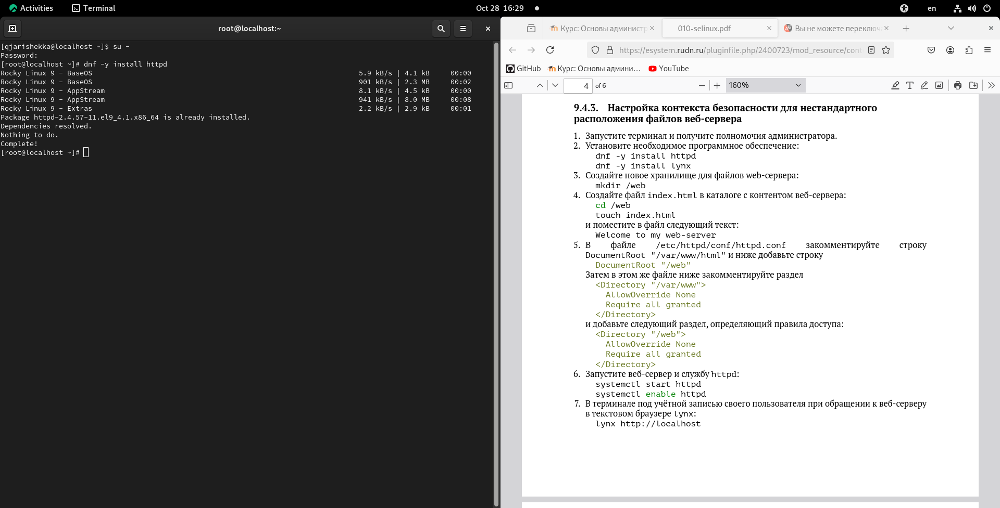 Activities
Terminal
Oct 28 16:29
en
root@localhost:~
[qjarishekka@localhost ~]$ su -
Password:
[root@localhost ~]# dnf -y install httpd
Rocky Linux 9 - BaseOS 5.9 kB/s | 4.1 kB 00:00
Rocky Linux 9 - BaseOS 901 kB/s | 2.3 MB 00:02
Rocky Linux 9 - AppStream 8.1 kB/s | 4.5 kB 00:00
Rocky Linux 9 - AppStream 941 kB/s | 8.0 MB 00:08
Rocky Linux 9 - Extras 2.2 kB/s | 2.9 kB 00:01
Package httpd-2.4.57-11.el9_4.1.x86_64 is already installed.
Dependencies resolved.
Nothing to do.
Complete!
[root@localhost ~]#
Курс: Основы администр
010-selinux.pdf
Вы не можете переключ
https://esystem.rudn.ru/pluginfile.php/2400723/mod_resource/cont
GitHub
Курс: Основы админи…
YouTube
4 of 6
160%
9.4.3. Настройка контекста безопасности для нестандартного
расположения файлов веб-сервера
1. Запустите терминал и получите полномочия администратора.
2. Установите необходимое программное обеспечение:
dnf -y install httpd
dnf -y install lynx
3. Создайте новое хранилище для файлов web-сервера:
mkdir /web
4. Создайте файл index.html в каталоге с контентом веб-сервера:
cd /web
touch index.html
и поместите в файл следующий текст:
Welcome to my web-server
5. В файле /etc/httpd/conf/httpd.conf закомментируйте строку
DocumentRoot "/var/www/html" и ниже добавьте строку
DocumentRoot "/web"
Затем в этом же файле ниже закомментируйте раздел
<Directory "/var/www">
AllowOverride None
Require all granted
</Directory>
и добавьте следующий раздел, определяющий правила доступа:
<Directory "/web">
AllowOverride None
Require all granted
</Directory>
6. Запустите веб-сервер и службу httpd:
systemctl start httpd
systemctl enable httpd
7. В терминале под учётной записью своего пользователя при обращении к веб-серверу
в текстовом браузере lynx:
lynx http://localhost